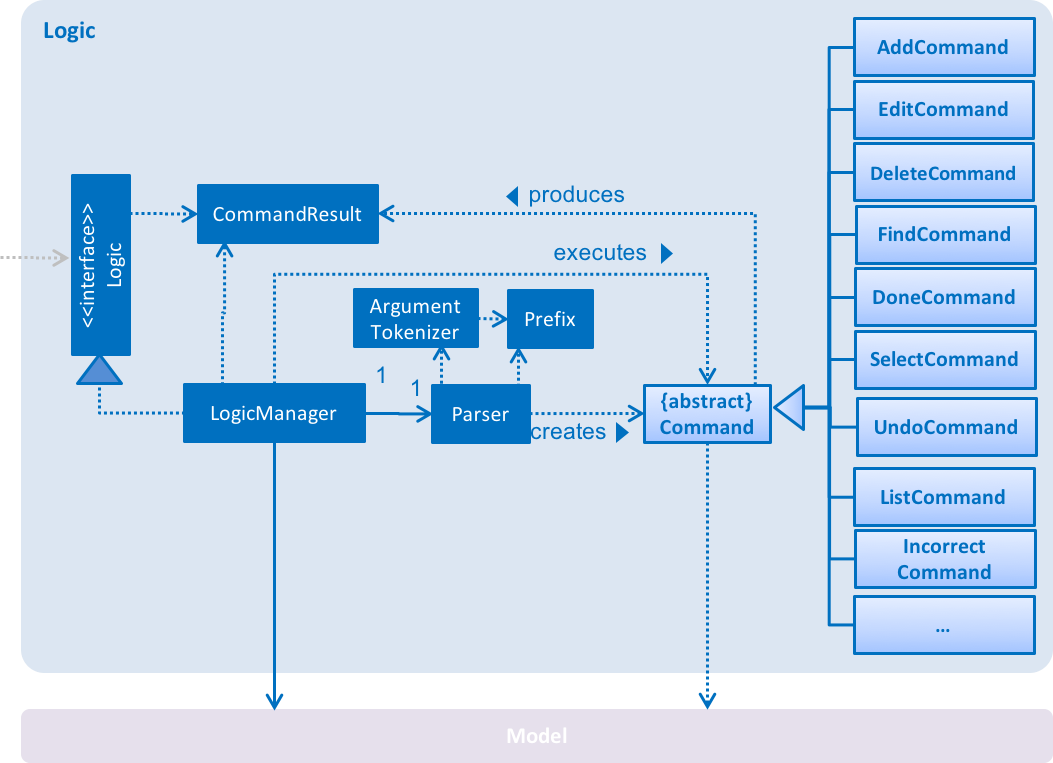 Logic
AddCommand
EditCommand
DeleteCommand
FindCommand
DoneCommand
SelectCommand
UndoCommand
ListCommand
Incorrect
Command
...
<<interface>>
Logic
CommandResult
produces
executes
Argument
Tokenizer
Prefix
1
1
LogicManager
Parser
creates
{abstract}
Command
Model